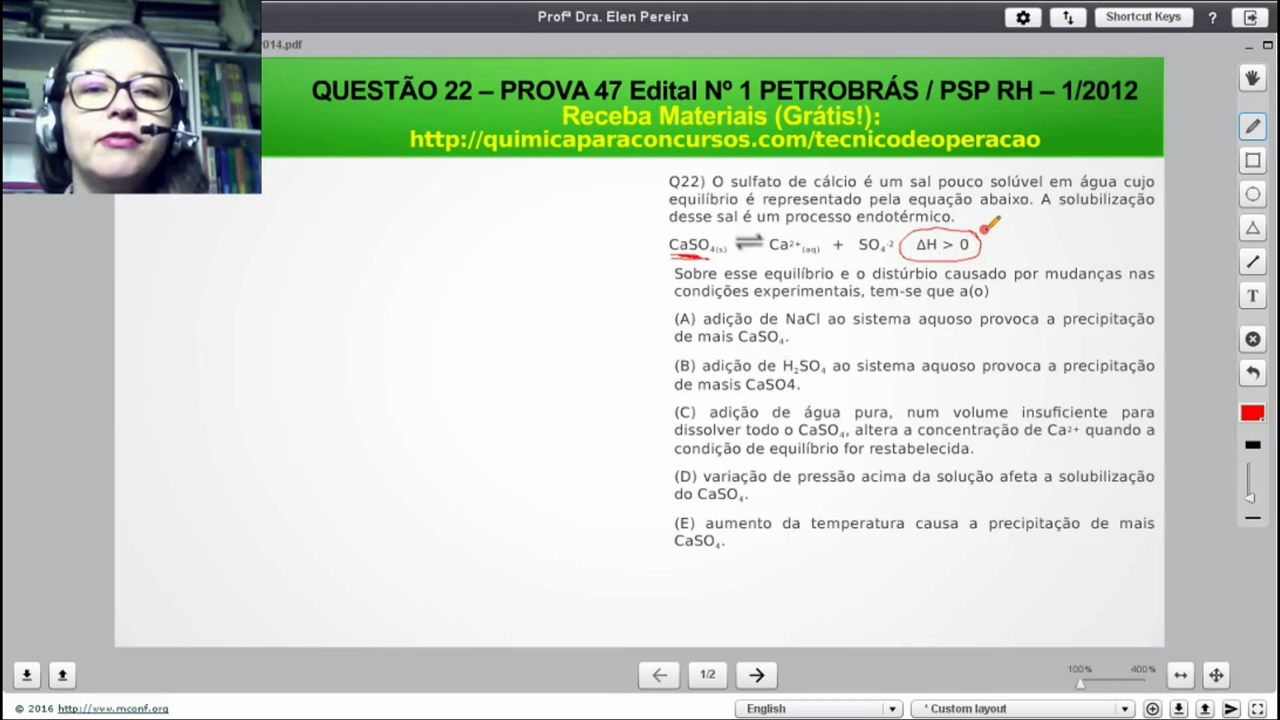 Profª Dra. Elen Pereira
Shortcut Keys
?
014.pdf
QUESTÃO 22 – PROVA 47 Edital Nº 1 PETROBRÁS / PSP RH – 1/2012
Receba Materiais (Grátis!):
http://quimicaparaconcursos.com/tecnicodeoperacao
Q22) O sulfato de cálcio é um sal pouco solúvel em água cujo
equilíbrio é representado pela equação abaixo. A solubilização
desse sal é um processo endotérmico.
CaSO₄₍ₛ₎ ⇌ Ca²⁺₍aq₎ + SO₄⁻² ΔH > 0
Sobre esse equilíbrio e o distúrbio causado por mudanças nas
condições experimentais, tem-se que a(o)
(A) adição de NaCl ao sistema aquoso provoca a precipitação
de mais CaSO₄.
(B) adição de H₂SO₄ ao sistema aquoso provoca a precipitação
de masis CaSO4.
(C) adição de água pura, num volume insuficiente para
dissolver todo o CaSO₄, altera a concentração de Ca²⁺ quando a
condição de equilíbrio for restabelecida.
(D) variação de pressão acima da solução afeta a solubilização
do CaSO₄.
(E) aumento da temperatura causa a precipitação de mais
CaSO₄.
T
1/2
100%
400%
© 2016 http://www.mconf.org
English
* Custom layout